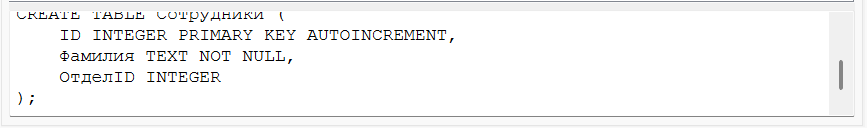 CREATE TABLE Сотрудники (
    ID INTEGER PRIMARY KEY AUTOINCREMENT,
    Фамилия TEXT NOT NULL,
    ОтделID INTEGER
);